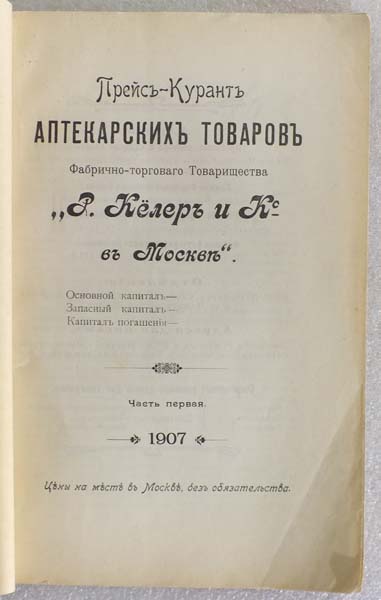 Прейсъ-Курантъ
АПТЕКАРСКИХЪ ТОВАРОВЪ
Фабрично-торговаго Товарищества
„Р. Кёлеръ и Кº
въ Москвѣ“.
Основной капиталъ—
Запасный капиталъ—
Капиталъ погашенія—
Часть первая.
1907
Цѣны на мѣстѣ въ Москвѣ, безъ обязательства.